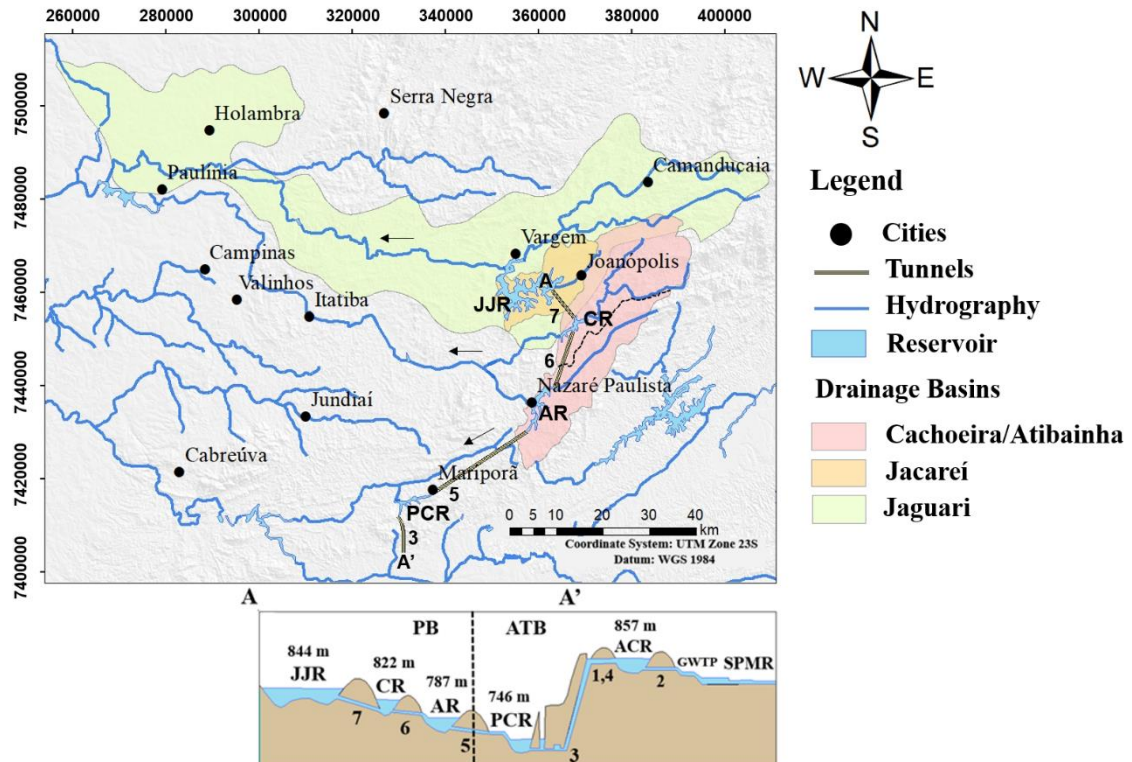 260000 280000 300000 320000 340000 360000 380000 400000
7500000
7480000
7460000
7440000
7420000
7400000
Serra Negra
Holambra
Camanducaia
Paulínia
Vargem
Campinas
Joanópolis
Valinhos
A
Itatiba
JJR
7
CR
6
Nazaré Paulista
Jundiaí
AR
Cabreúva
Mariporã
5
PCR
3
A'
0 5 10 20 30 40
km
Coordinate System: UTM Zone 23S
Datum: WGS 1984
N
W E
S
Legend
Cities
Tunnels
Hydrography
Reservoir
Drainage Basins
Cachoeira/Atibainha
Jacareí
Jaguari
A A'
PB ATB
857 m
ACR
844 m
JJR
822 m
CR
787 m
AR
746 m
PCR
GWTP SPMR
1,4 2
7 6 5 3